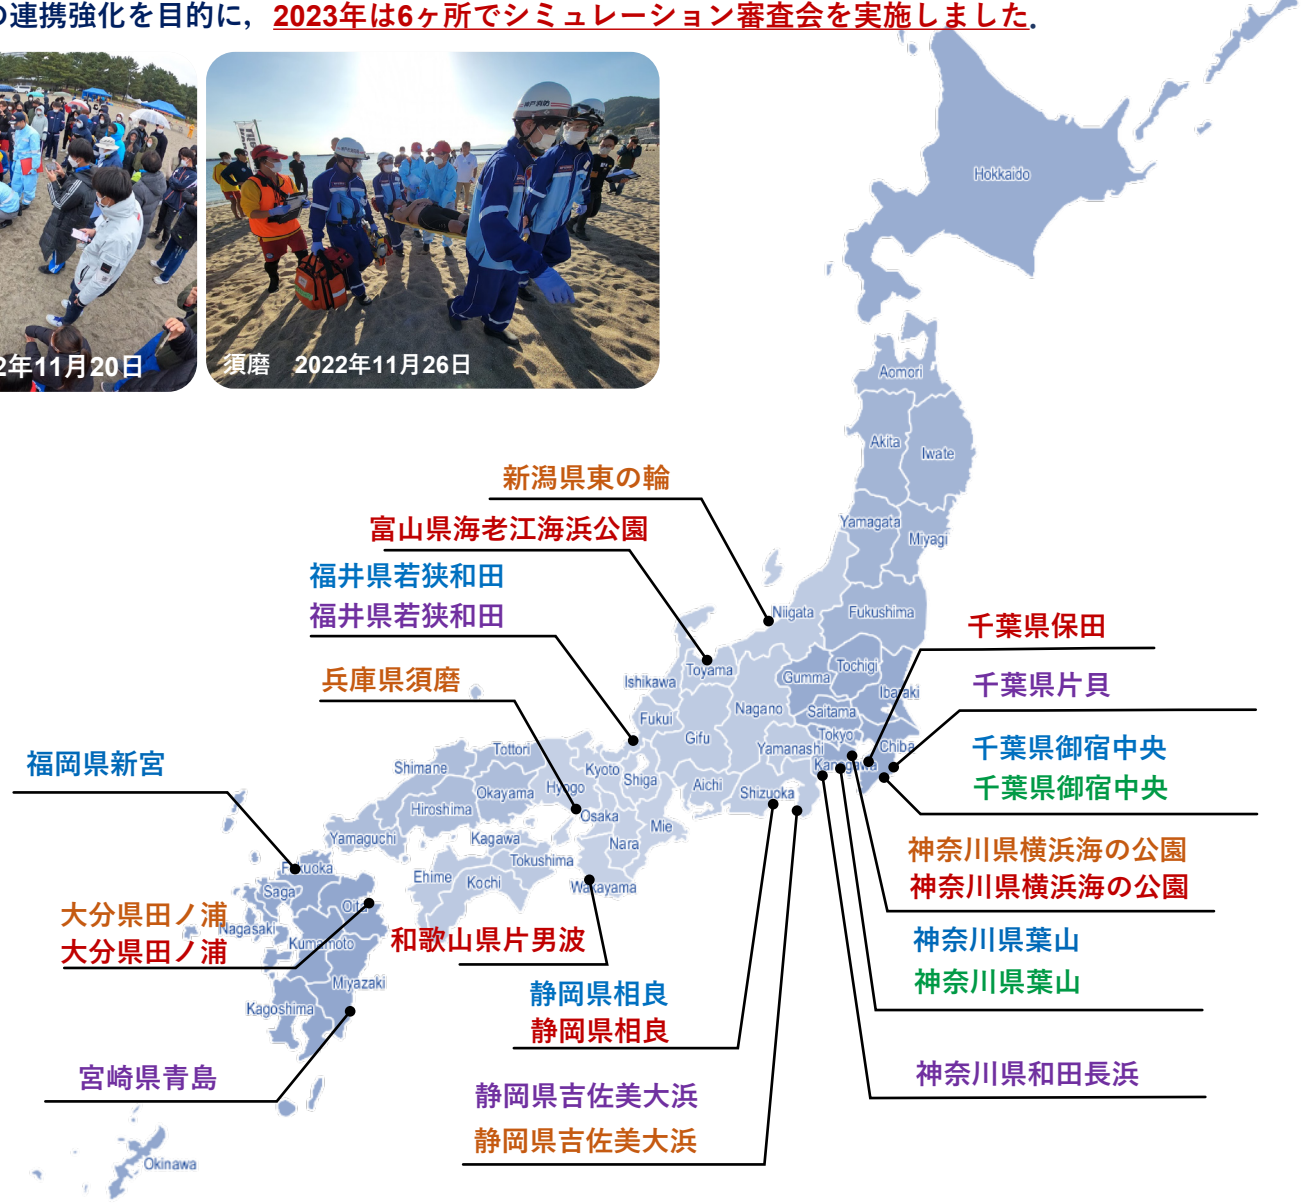 の連携強化を目的に，2023年は6ヶ所でシミュレーション審査会を実施しました．
2年11月20日
須磨 2022年11月26日
Hokkaido
Aomori
Akita
Iwate
Yamagata
Miyagi
新潟県東の輪
富山県海老江海浜公園
福井県若狭和田
福井県若狭和田
兵庫県須磨
福岡県新宮
大分県田ノ浦
大分県田ノ浦
宮崎県青島
和歌山県片男波
静岡県相良
静岡県相良
静岡県吉佐美大浜
静岡県吉佐美大浜
千葉県保田
千葉県片貝
千葉県御宿中央
千葉県御宿中央
神奈川県横浜海の公園
神奈川県横浜海の公園
神奈川県葉山
神奈川県葉山
神奈川県和田長浜
Niigata
Fukushima
Toyama
Ishikawa
Gumma
Tochigi
Ibaraki
Fukui
Nagano
Saitama
Gifu
Tokyo
Yamanashi
Chiba
Kanagawa
Tottori
Shimane
Kyoto
Shiga
Hyogo
Aichi
Shizuoka
Okayama
Hiroshima
Osaka
Mie
Nara
Yamaguchi
Kagawa
Tokushima
Ehime
Kochi
Wakayama
Fukuoka
Saga
Oita
Nagasaki
Kumamoto
Miyazaki
Kagoshima
Okinawa